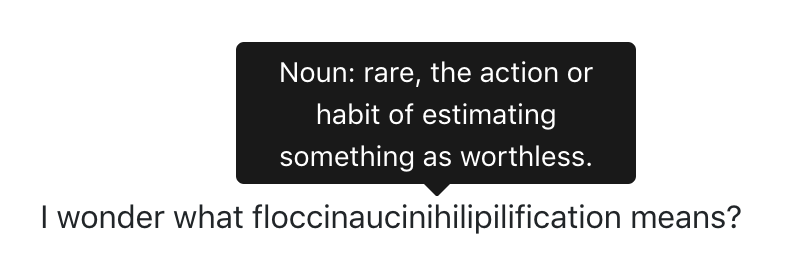 Noun: rare, the action or
habit of estimating
something as worthless.
I wonder what floccinaucinihilipilification means?